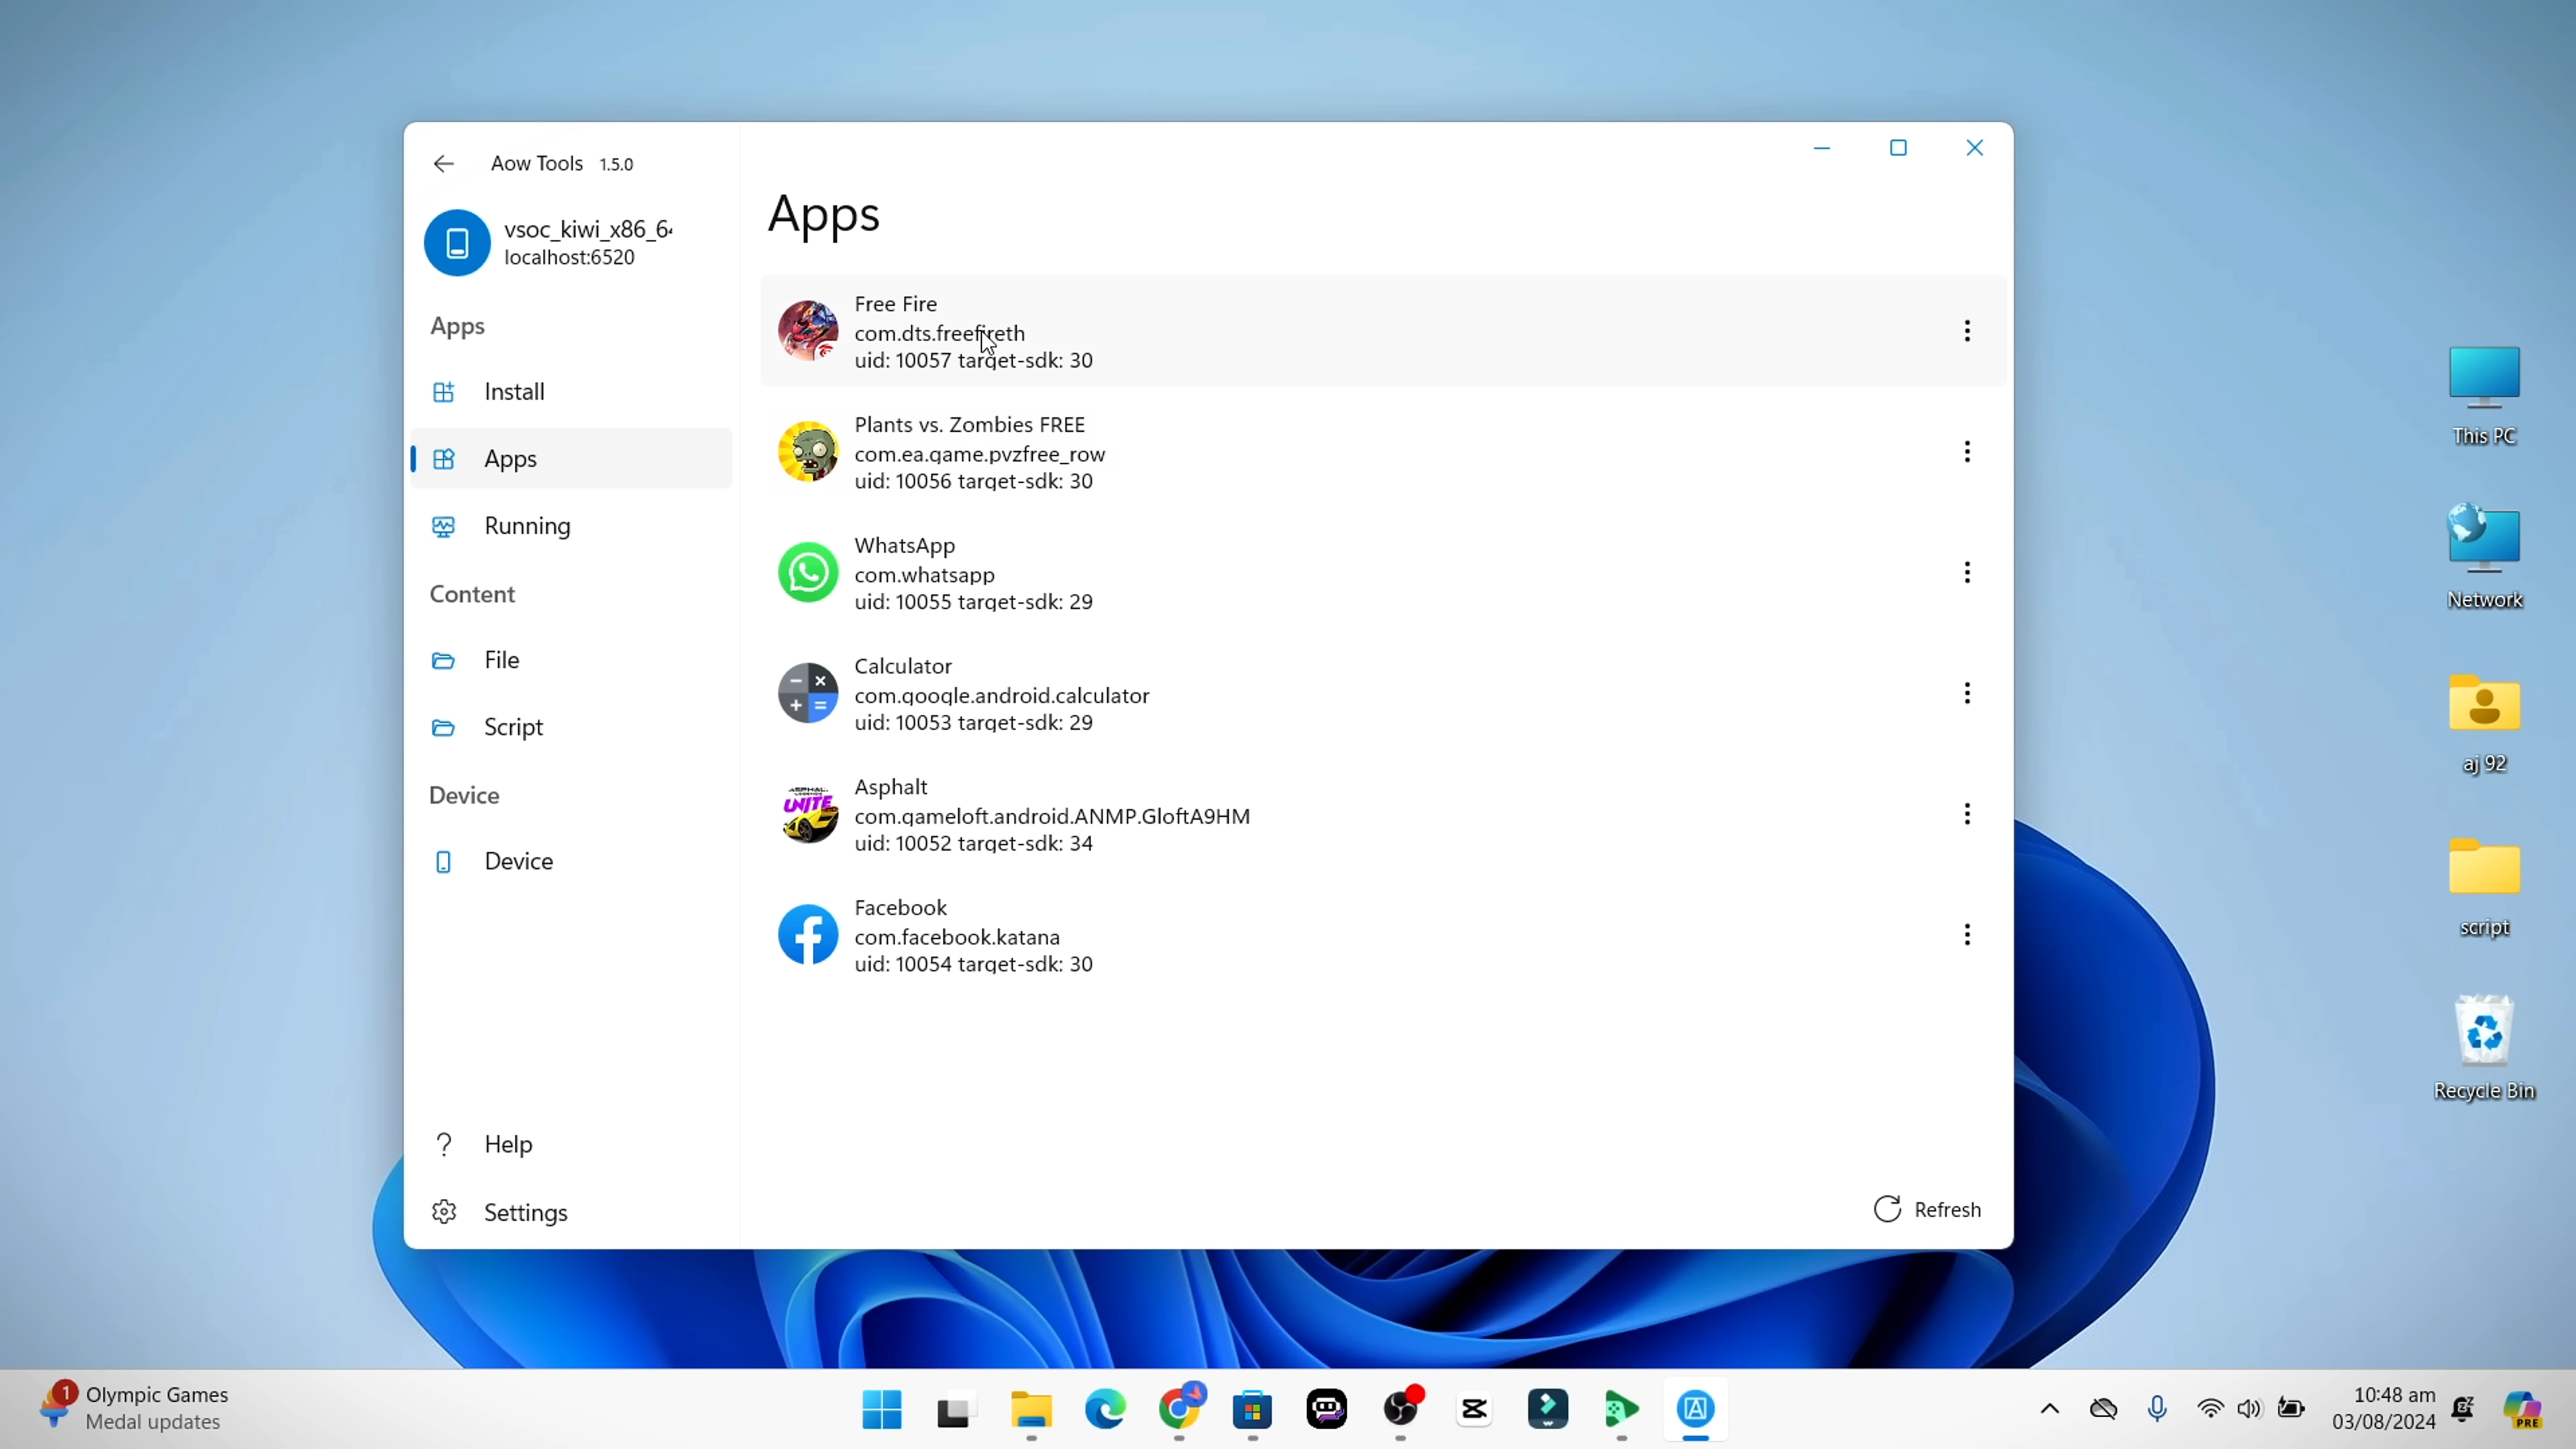 Aow Tools 1.5.0
vsoc_kiwi_x86_6
localhost:6520
Apps
Install
Apps
Running
Content
File
Script
Device
Device
Help
Settings
Apps
Free Fire
com.dts.freefireth
uid: 10057 target-sdk: 30
Plants vs. Zombies FREE
com.ea.game.pvzfree_row
uid: 10056 target-sdk: 30
WhatsApp
com.whatsapp
uid: 10055 target-sdk: 29
Calculator
com.google.android.calculator
uid: 10053 target-sdk: 29
UNITE
Asphalt
com.gameloft.android.ANMP.GloftA9HM
uid: 10052 target-sdk: 34
Facebook
com.facebook.katana
uid: 10054 target-sdk: 30
Refresh
This PC
Network
aj 92
script
Recycle Bin
1
Olympic Games
Medal updates
10:48 am
03/08/2024
PRE